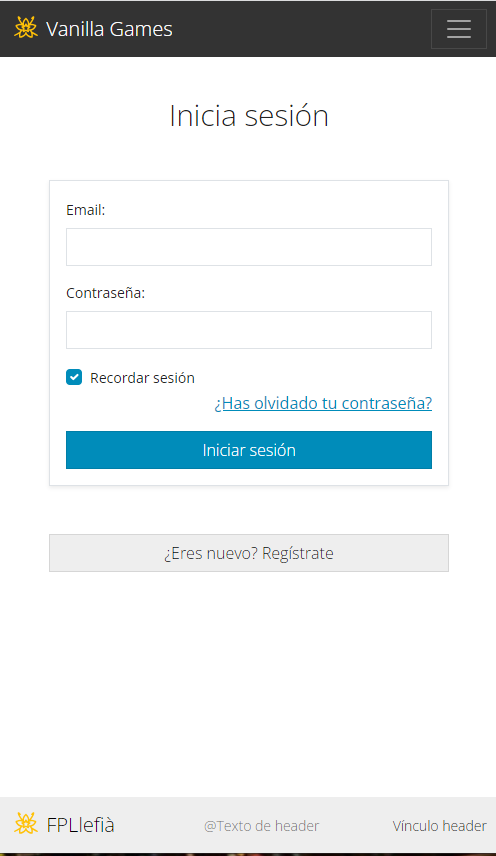 Vanilla Games
Inicia sesión
Email:
Contraseña:
Recordar sesión
¿Has olvidado tu contraseña?
Iniciar sesión
¿Eres nuevo? Regístrate
FPLlefià @Texto de header Vínculo header